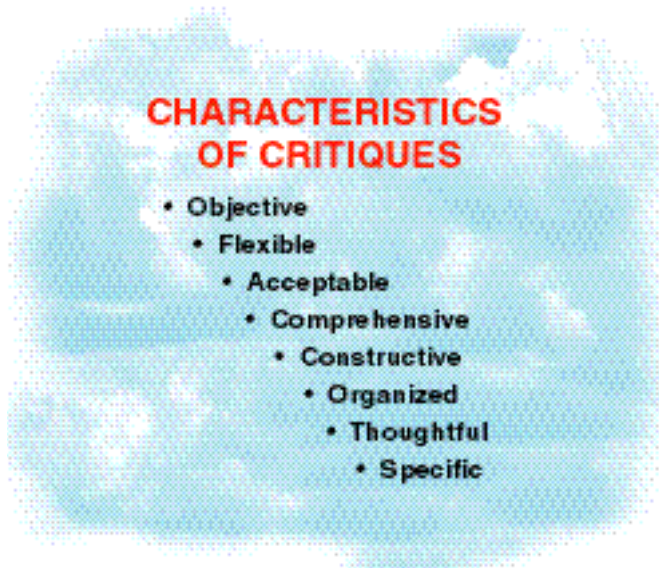 CHARACTERISTICS
OF CRITIQUES
• Objective
• Flexible
• Acceptable
• Comprehensive
• Constructive
• Organized
• Thoughtful
• Specific